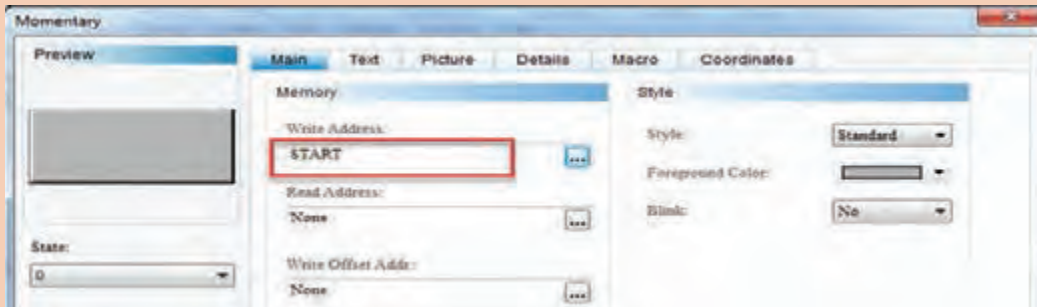 Momentary
Preview
Main Text Picture Details Macro Coordinates
Memory
Style
Write Address:
START
...
Style:
Standard
Read Address:
None
...
Foreground Color:
Blink:
No
State:
0
Write Offset Addr.:
None
...